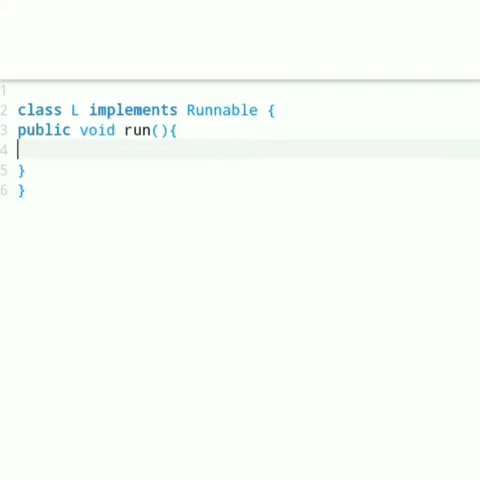 1
2 class L implements Runnable {
3 public void run(){
4
5 }
6 }